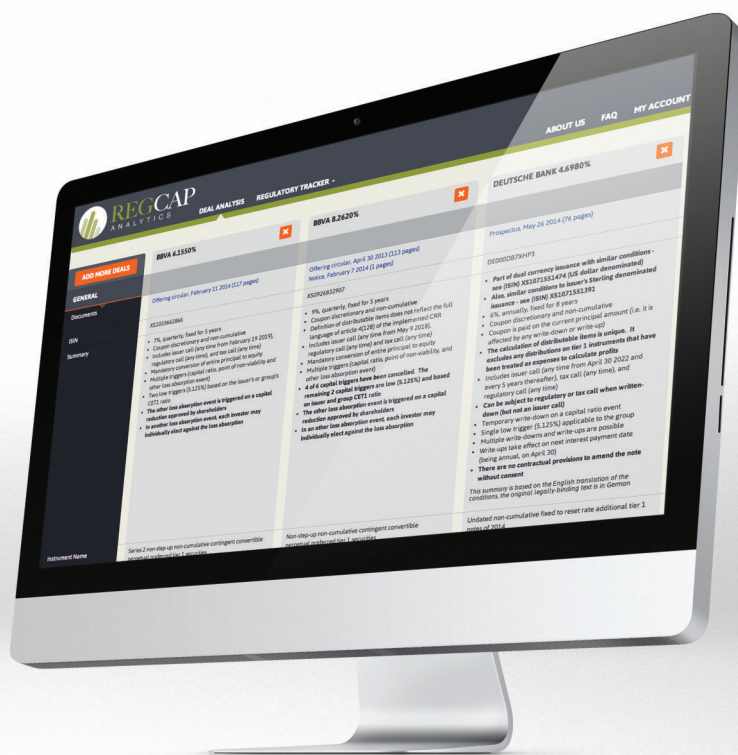 ABOUT US FAQ MY ACCOUNT
REGCAP
ANALYTICS
DEAL ANALYSIS REGULATORY TRACKER
ADD MORE DEALS
GENERAL
Documents
ISIN
Summary
Instrument Name
BBVA 6.1550%
Offering circular, February 11 2014 (117 pages)
XS1033661866
• 7%, quarterly, fixed for 5 years
• Coupon discretionary and non-cumulative
• Includes issuer call (any time from February 19 2019),
regulatory call (any time), and tax call (any time)
• Mandatory conversion of entire principal to equity
• Multiple triggers (capital ratio, point of non-viability and
other loss absorption event)
• Two low triggers (5.125%) based on the issuer's or group's
CET1 ratio
• The other loss absorption event is triggered on a capital
reduction approved by shareholders
• In another loss absorption event, each investor may
individually elect against the loss absorption
Series 2 non-step-up non-cumulative contingent convertible
perpetual preferred tier 1 securities
BBVA 8.2620%
Offering circular, April 30 2013 (113 pages)
Notice, February 7 2014 (1 pages)
XS0926832907
• 9%, quarterly, fixed for 5 years
• Coupon discretionary and non-cumulative
• Definition of distributable items does not reflect the full
language of article 4(128) of the implemented CRR
• Includes issuer call (any time from May 9 2018),
regulatory call (any time) and tax call (any time)
• Mandatory conversion of entire principal to equity
• Multiple triggers (capital ratio, point of non-viability, and
other loss absorption event)
• 4 of 6 capital triggers have been cancelled. The
remaining 2 capital triggers are low (5.125%) and based
on issuer and group CET1 ratio
• The other loss absorption event is triggered on a capital
reduction approved by shareholders
• In an other loss absorption event, each investor may
individually elect against the loss absorption
Non-step-up non-cumulative contingent convertible
perpetual preferred tier 1 securities
DEUTSCHE BANK 4.6980%
Prospectus, May 26 2014 (76 pages)
DE000DB7XHP3
• Part of dual currency issuance with similar conditions -
see (ISIN) XS1071551474 (US dollar denominated)
• Also, similar conditions to issuer's Sterling denominated
issuance - see (ISIN) XS1071551391
• 6%, annually, fixed for 8 years
• Coupon discretionary and non-cumulative
• Coupon is paid on the current principal amount (i.e. it is
affected by any write-down or write-up)
• The calculation of distributable items is unique. It
excludes any distributions on tier 1 instruments that have
been treated as expenses to calculate profits
• Includes issuer call (any time from April 30 2022 and
every 5 years thereafter), tax call (any time), and
regulatory call (any time)
• Can be subject to regulatory or tax call when written-
down (but not an issuer call)
• Temporary write-down on a capital ratio event
• Single low trigger (5.125%) applicable to the group
• Multiple write-downs and write-ups are possible
• Write-ups take effect on next interest payment date
(being annual, on April 30)
• There are no contractual provisions to amend the note
without consent
This summary is based on the English translation of the
conditions, the original legally-binding text is in German
Undated non-cumulative fixed to reset rate additional tier 1
notes of 2014